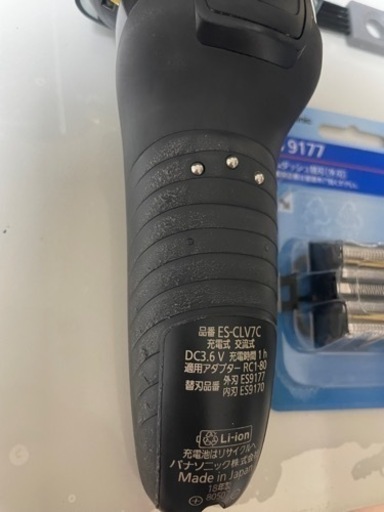 品番 ES-CLV7C
充電式 交流式
DC3.6 V 充電時間 1 h
適用アダプター RC1-80
替刃品番 外刃 ES9177
内刃 ES9170
Li-ion
充電池はリサイクルへ
パナソニック株式会社
Made in Japan
18年
9177